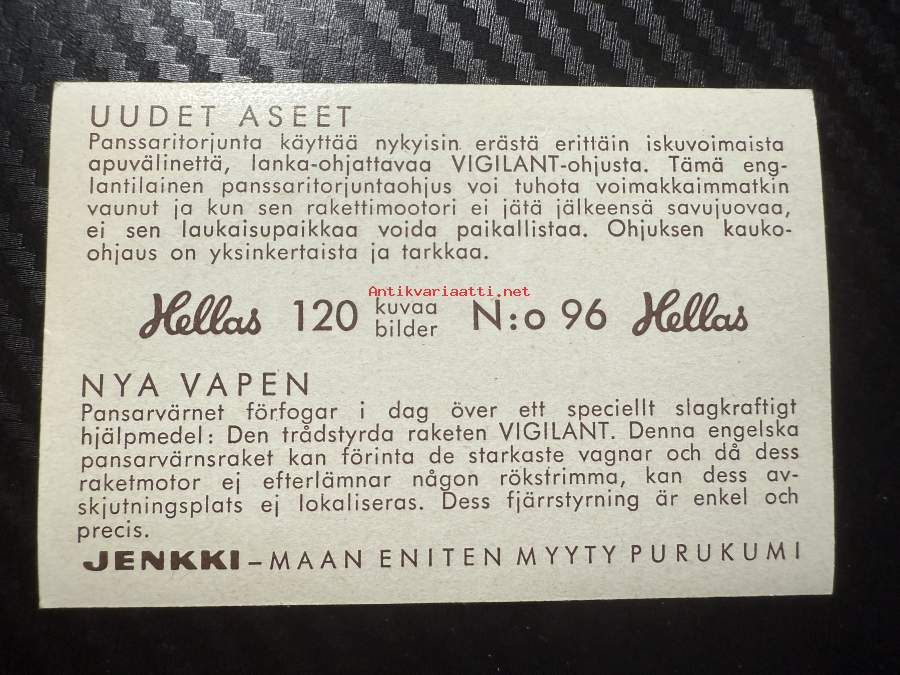 UUDET ASEET
Panssaritorjunta käyttää nykyisin erästä erittäin iskuvoimaista
apuvälinettä, lanka-ohjattavaa VIGILANT-ohjusta. Tämä eng-
lantilainen panssaritorjuntaohjus voi tuhota voimakkaimmatkin
vaunut ja kun sen rakettimoottori ei jätä jälkeensä savujuovaa,
ei sen laukaisupaikkaa voida paikallistaa. Ohjuksen kauko-
ohjaus on yksinkertaista ja tarkkaa.
Antikvariaatti.net
Hellas 120 kuvaa N:o 96 Hellas
bilder
NYA VAPEN
Pansarvärnet förfogar i dag över ett speciellt slagkraftigt
hjälpmedel: Den trådstyrda raketen VIGILANT. Denna engelska
pansarvärnsraket kan förinta de starkaste vagnar och då dess
raketmotor ej efterlämnar någon rökstrimma, kan dess av-
skjutningsplats ej lokaliseras. Dess fjärrstyrning är enkel och
precis.
JENKKI – MAAN ENITEN MYYTY PURUKUMI